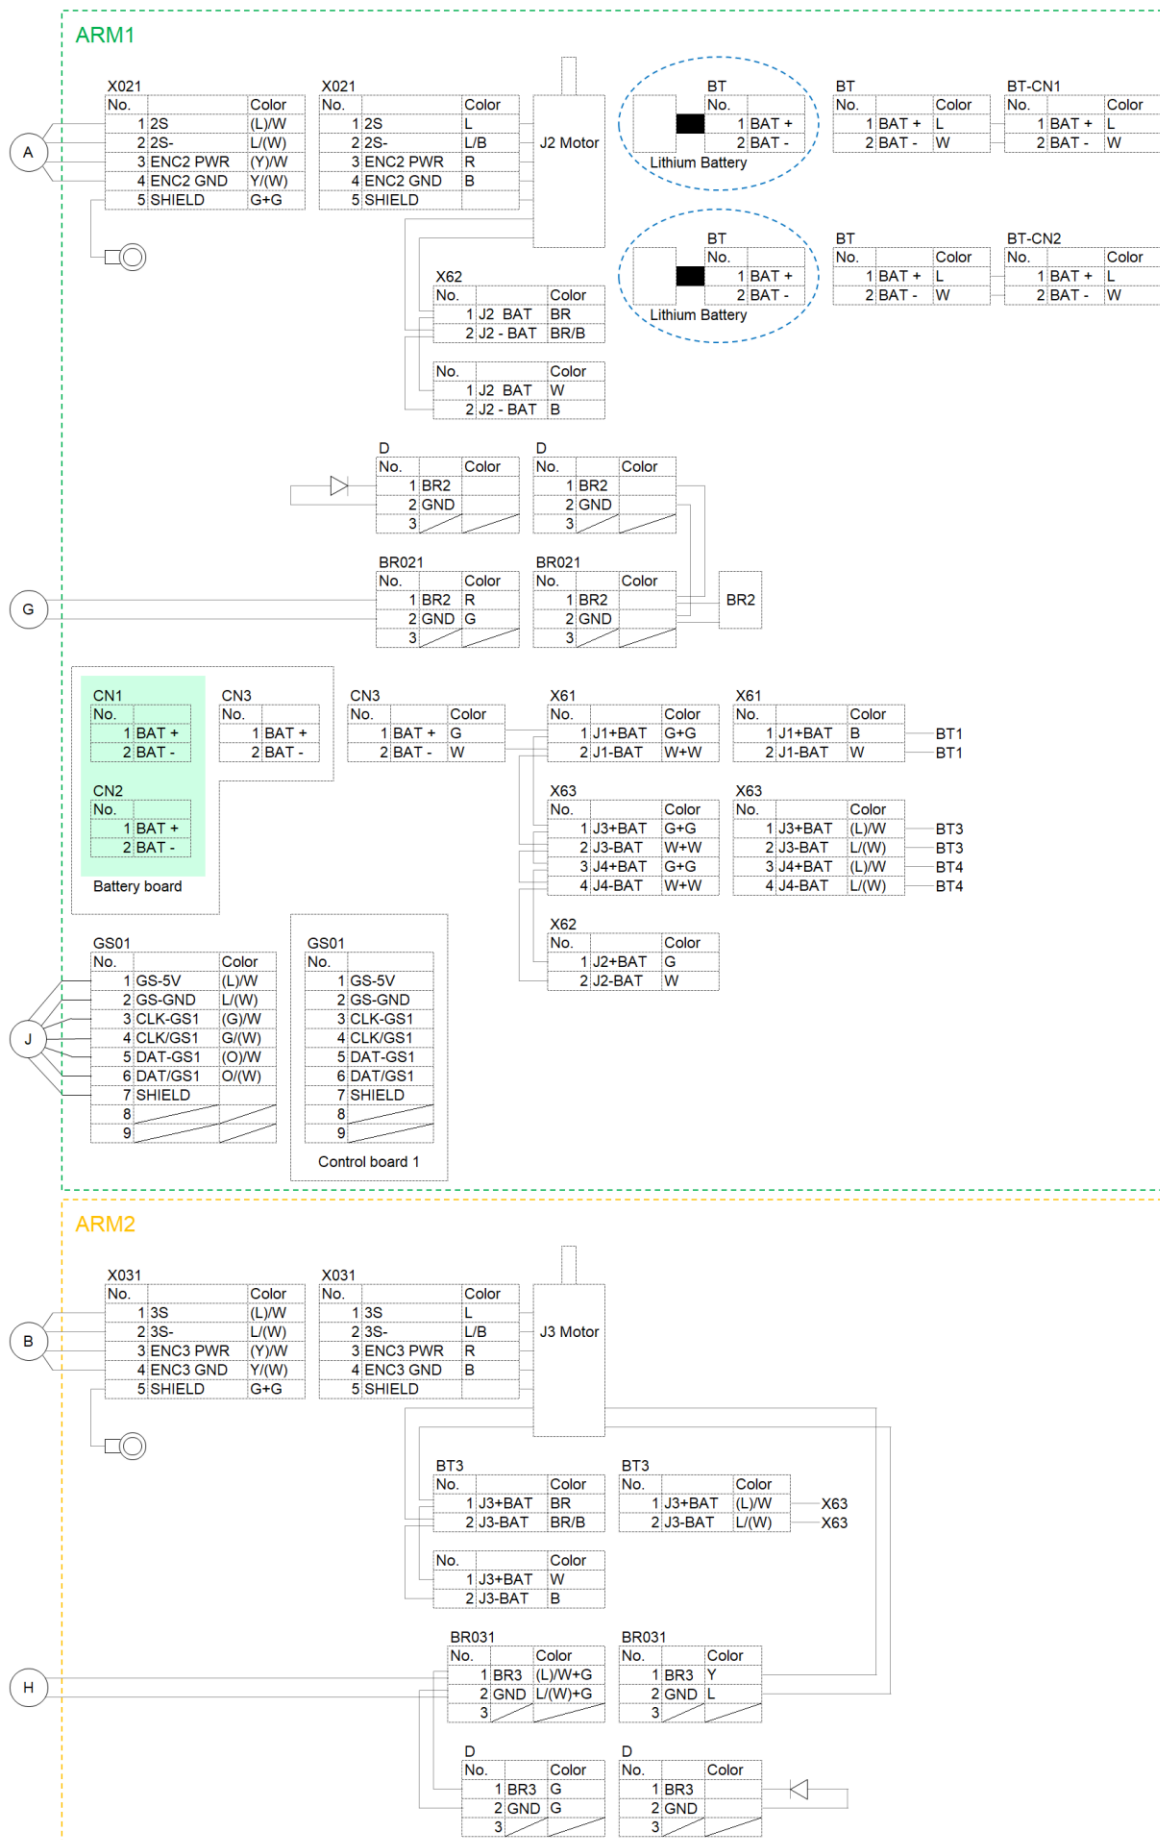 ARM1
X021
No. Color
1 2S (L)/W
2 2S- L/(W)
3 ENC2 PWR (Y)/W
4 ENC2 GND Y/(W)
5 SHIELD G+G
X021
No. Color
1 2S L
2 2S- L/B
3 ENC2 PWR R
4 ENC2 GND B
5 SHIELD
J2 Motor
A
BT
No.
1 BAT +
2 BAT -
Lithium Battery
BT
No. Color
1 BAT + L
2 BAT - W
BT-CN1
No. Color
1 BAT + L
2 BAT - W
BT
No.
1 BAT +
2 BAT -
Lithium Battery
BT
No. Color
1 BAT + L
2 BAT - W
BT-CN2
No. Color
1 BAT + L
2 BAT - W
X62
No. Color
1 J2 BAT BR
2 J2 - BAT BR/B
No. Color
1 J2 BAT W
2 J2 - BAT B
D
No. Color
1 BR2
2 GND
3
D
No. Color
1 BR2
2 GND
3
G
BR021
No. Color
1 BR2 R
2 GND G
3
BR021
No. Color
1 BR2
2 GND
3
BR2
CN1
No.
1 BAT +
2 BAT -
CN3
No.
1 BAT +
2 BAT -
CN2
No.
1 BAT +
2 BAT -
Battery board
CN3
No. Color
1 BAT + G
2 BAT - W
X61
No. Color
1 J1+BAT G+G
2 J1-BAT W+W
X61
No. Color
1 J1+BAT B BT1
2 J1-BAT W BT1
X63
No. Color
1 J3+BAT G+G
2 J3-BAT W+W
3 J4+BAT G+G
4 J4-BAT W+W
X63
No. Color
1 J3+BAT (L)/W BT3
2 J3-BAT L/(W) BT3
3 J4+BAT (L)/W BT4
4 J4-BAT L/(W) BT4
X62
No. Color
1 J2+BAT G
2 J2-BAT W
J
GS01
No. Color
1 GS-5V (L)/W
2 GS-GND L/(W)
3 CLK-GS1 (G)/W
4 CLK/GS1 G/(W)
5 DAT-GS1 (O)/W
6 DAT/GS1 O/(W)
7 SHIELD
8
9
GS01
No.
1 GS-5V
2 GS-GND
3 CLK-GS1
4 CLK/GS1
5 DAT-GS1
6 DAT/GS1
7 SHIELD
8
9
Control board 1
ARM2
B
X031
No. Color
1 3S (L)/W
2 3S- L/(W)
3 ENC3 PWR (Y)/W
4 ENC3 GND Y/(W)
5 SHIELD G+G
X031
No. Color
1 3S L
2 3S- L/B
3 ENC3 PWR R
4 ENC3 GND B
5 SHIELD
J3 Motor
BT3
No. Color
1 J3+BAT BR
2 J3-BAT BR/B
BT3
No. Color
1 J3+BAT (L)/W X63
2 J3-BAT L/(W) X63
No. Color
1 J3+BAT W
2 J3-BAT B
H
BR031
No. Color
1 BR3 (L)/W+G
2 GND L/(W)+G
3
BR031
No. Color
1 BR3 Y
2 GND L
3
D
No. Color
1 BR3 G
2 GND G
3
D
No. Color
1 BR3
2 GND
3